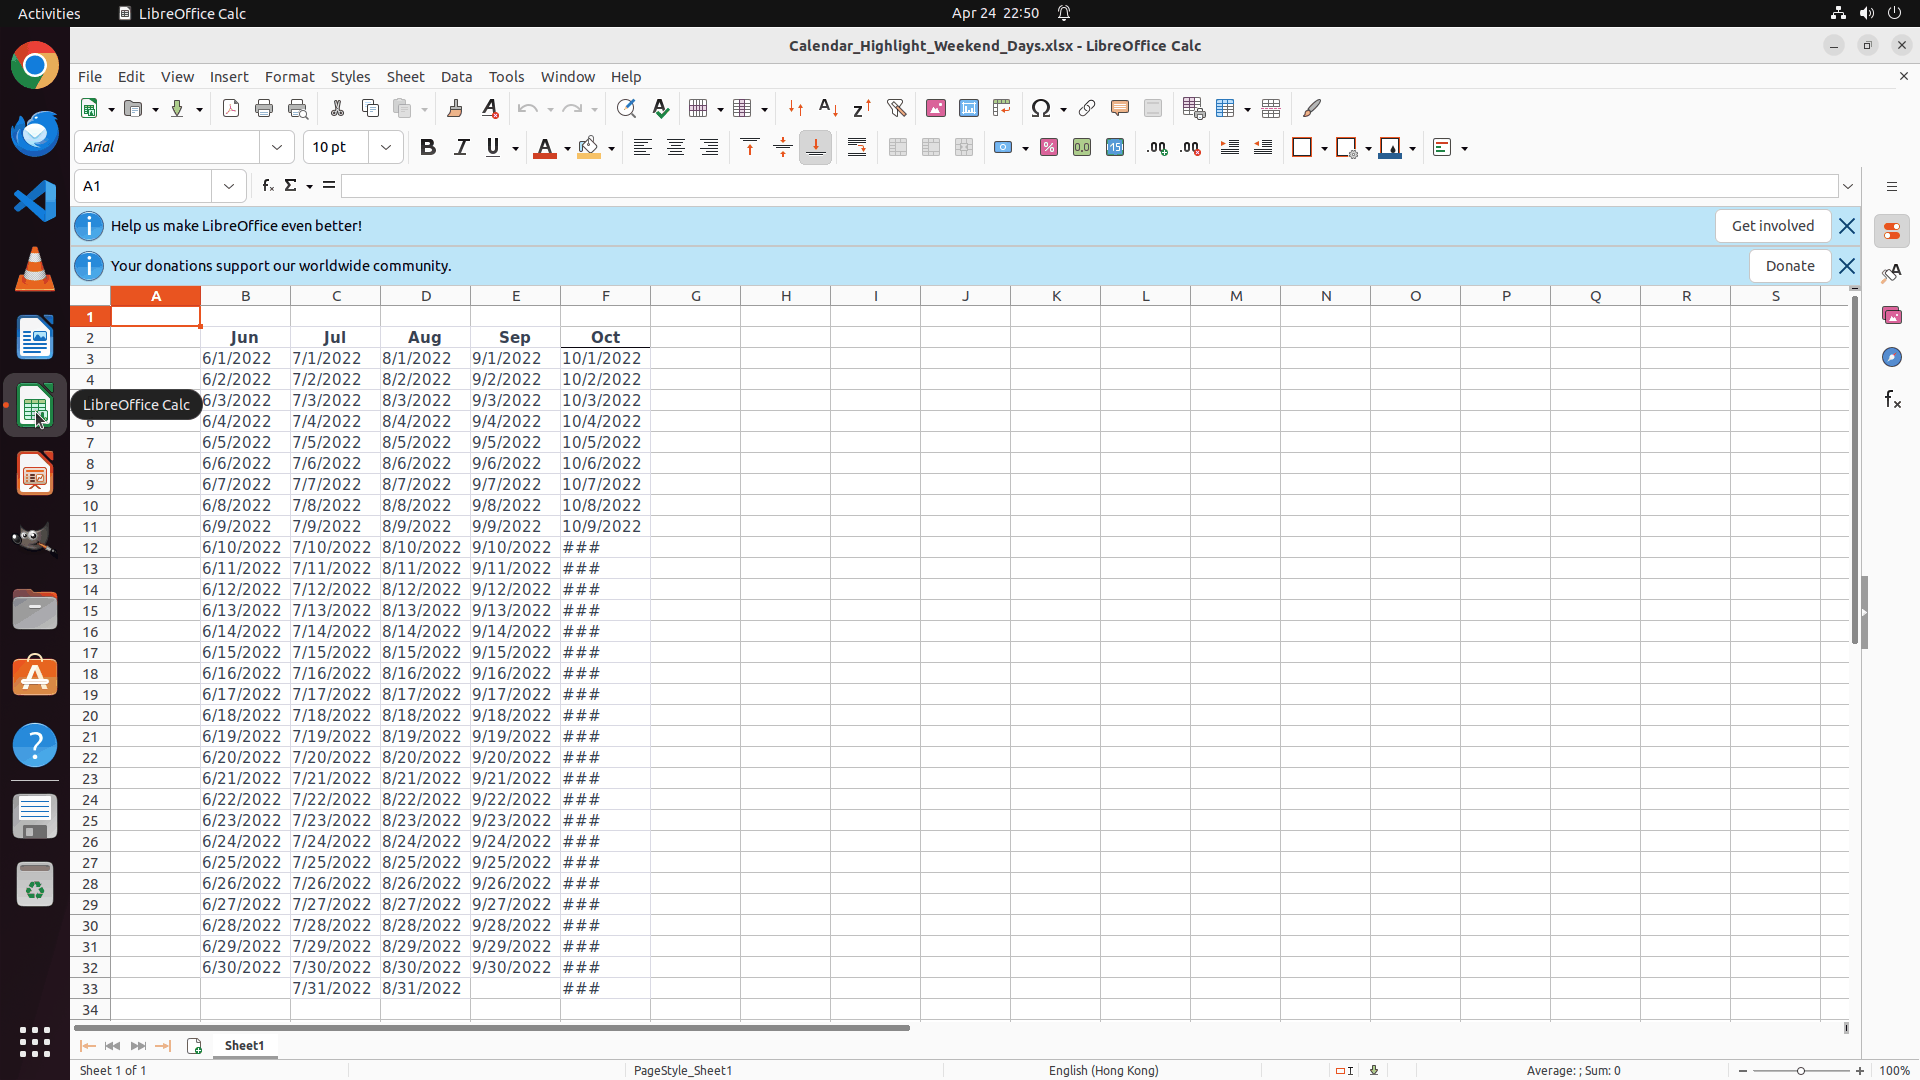 Activities LibreOffice Calc Apr 24 22:50
Calendar_Highlight_Weekend_Days.xlsx - LibreOffice Calc
File Edit View Insert Format Styles Sheet Data Tools Window Help
Arial 10 pt
A1
Help us make LibreOffice even better! Get involved
Your donations support our worldwide community. Donate
A B C D E F G H I J K L M N O P Q R S
1
2 Jun Jul Aug Sep Oct
3 6/1/2022 7/1/2022 8/1/2022 9/1/2022 10/1/2022
4 6/2/2022 7/2/2022 8/2/2022 9/2/2022 10/2/2022
LibreOffice Calc 6/3/2022 7/3/2022 8/3/2022 9/3/2022 10/3/2022
6 6/4/2022 7/4/2022 8/4/2022 9/4/2022 10/4/2022
7 6/5/2022 7/5/2022 8/5/2022 9/5/2022 10/5/2022
8 6/6/2022 7/6/2022 8/6/2022 9/6/2022 10/6/2022
9 6/7/2022 7/7/2022 8/7/2022 9/7/2022 10/7/2022
10 6/8/2022 7/8/2022 8/8/2022 9/8/2022 10/8/2022
11 6/9/2022 7/9/2022 8/9/2022 9/9/2022 10/9/2022
12 6/10/2022 7/10/2022 8/10/2022 9/10/2022 ###
13 6/11/2022 7/11/2022 8/11/2022 9/11/2022 ###
14 6/12/2022 7/12/2022 8/12/2022 9/12/2022 ###
15 6/13/2022 7/13/2022 8/13/2022 9/13/2022 ###
16 6/14/2022 7/14/2022 8/14/2022 9/14/2022 ###
17 6/15/2022 7/15/2022 8/15/2022 9/15/2022 ###
18 6/16/2022 7/16/2022 8/16/2022 9/16/2022 ###
19 6/17/2022 7/17/2022 8/17/2022 9/17/2022 ###
20 6/18/2022 7/18/2022 8/18/2022 9/18/2022 ###
21 6/19/2022 7/19/2022 8/19/2022 9/19/2022 ###
22 6/20/2022 7/20/2022 8/20/2022 9/20/2022 ###
23 6/21/2022 7/21/2022 8/21/2022 9/21/2022 ###
24 6/22/2022 7/22/2022 8/22/2022 9/22/2022 ###
25 6/23/2022 7/23/2022 8/23/2022 9/23/2022 ###
26 6/24/2022 7/24/2022 8/24/2022 9/24/2022 ###
27 6/25/2022 7/25/2022 8/25/2022 9/25/2022 ###
28 6/26/2022 7/26/2022 8/26/2022 9/26/2022 ###
29 6/27/2022 7/27/2022 8/27/2022 9/27/2022 ###
30 6/28/2022 7/28/2022 8/28/2022 9/28/2022 ###
31 6/29/2022 7/29/2022 8/29/2022 9/29/2022 ###
32 6/30/2022 7/30/2022 8/30/2022 9/30/2022 ###
33 7/31/2022 8/31/2022 ###
34
Sheet1
Sheet 1 of 1 PageStyle_Sheet1 English (Hong Kong) Average: ; Sum: 0 100%